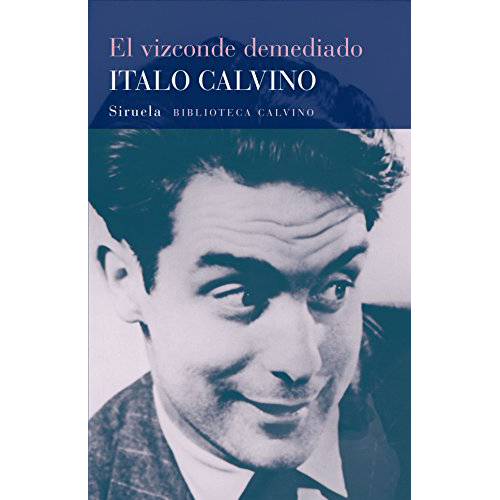 El vizconde demediado
ITALO CALVINO
Siruela BIBLIOTECA CALVINO